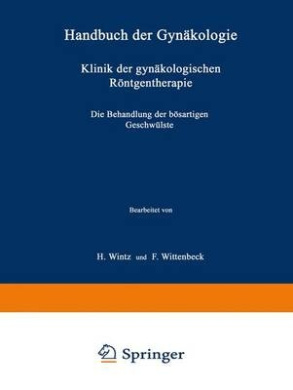 Handbuch der Gynäkologie
Klinik der gynäkologischen
Röntgentherapie
Die Behandlung der bösartigen
Geschwülste
Bearbeitet von
H. Wintz und F. Wittenbeck
Springer